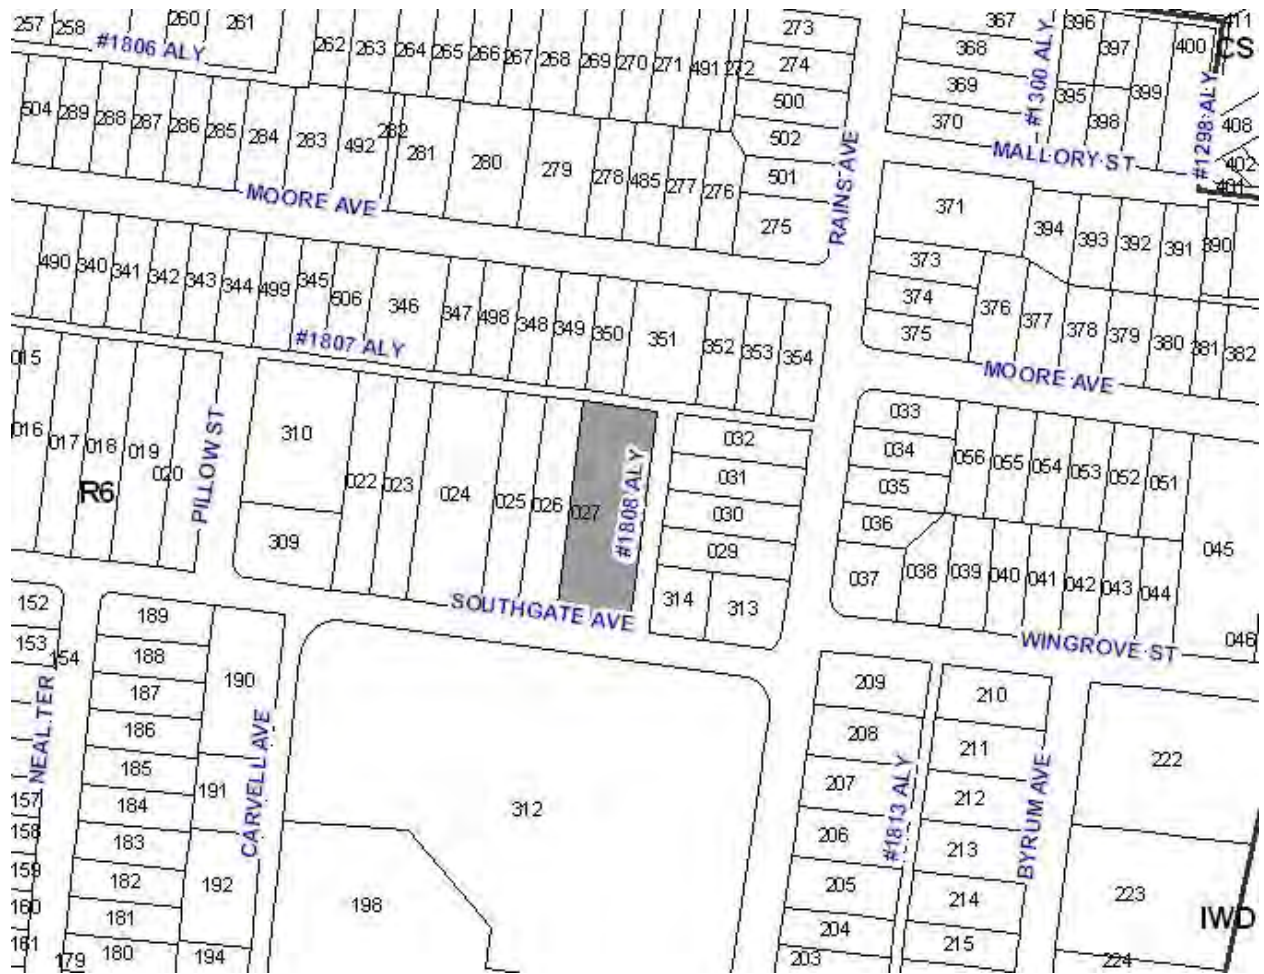 257 258 260 261 273 367 396 411
#1806 ALY 262 263 264 265 266 267 268 269 270 271 491 272 274 368 #1300 ALY 397 400 CS
504 289 288 287 286 285 284 283 492 282 281 280 279 278 485 277 276
500 369 395 399
502 370 398 408
501 402
275 401
MOORE AVE
RAINS AVE
MALLORY ST
#1298 ALY
371 394 393 392 391 390
373
374 376 377 378 379 380 381 382
375
490 340 341 342 343 344 499 345 506 346 347 498 348 349 350 351 352 353 354
#1807 ALY
MOORE AVE
015
016 017 018 019 020
R6
PILLOW ST
310 022 023 024 025 026 027
309
#1808 ALY
032
031
030
029
314 313
033
034 056 055 054 053 052 051
035
036 045
037 038 039 040 041 042 043 044
046
SOUTHGATE AVE
WINGROVE ST
152
153 154
NEAL TER
157
158
159
160
161
189
188 190
187
186
185 191
184
183
182 192
181
179 180 194
CARVELL AVE
312
198
209 210
208 211
207 212
206 213
205 214
204 215
203
#1813 ALY
BYRUM AVE
222
223
224
IWD